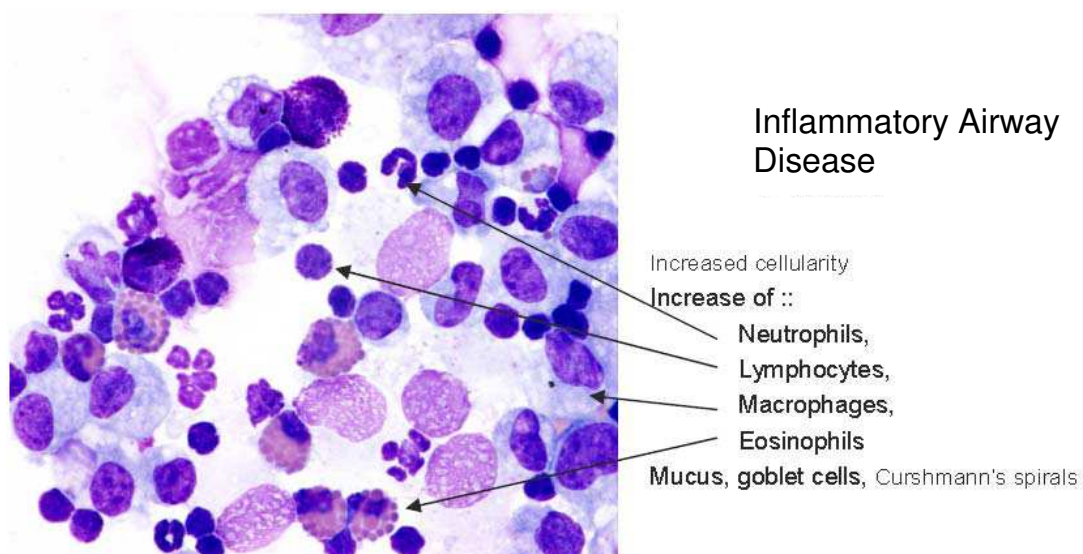 Inflammatory Airway
Disease
Increased cellularity
Increase of ::
Neutrophils,
Lymphocytes,
Macrophages,
Eosinophils
Mucus, goblet cells, Curshmann's spirals